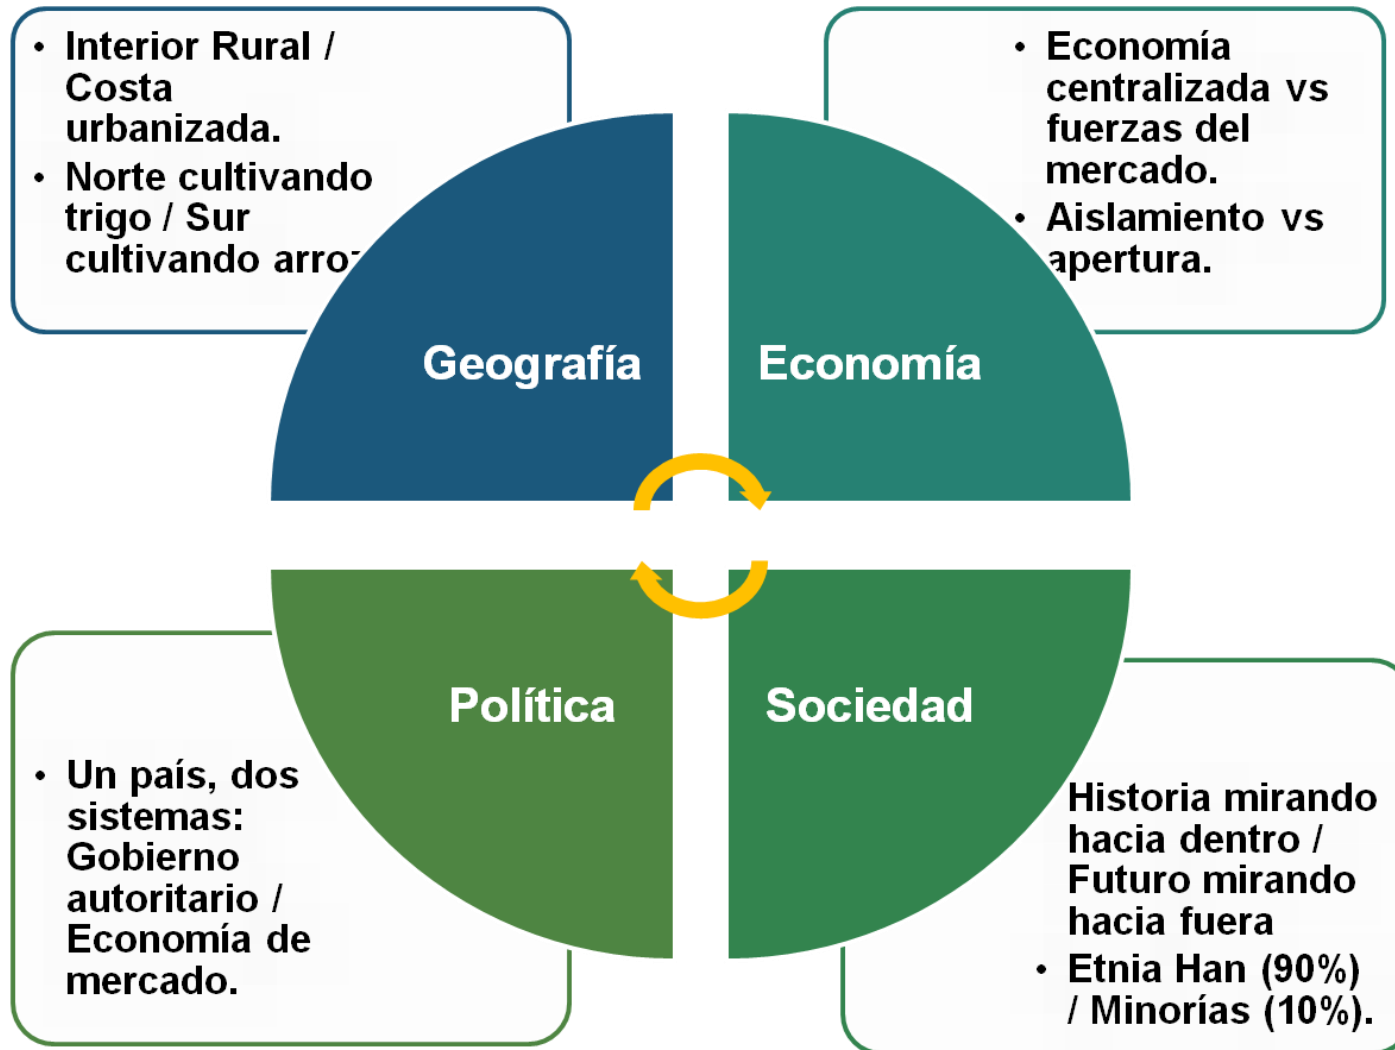 • Interior Rural /
Costa
urbanizada.
• Norte cultivando
trigo / Sur
cultivando arroz
• Economía
centralizada vs
fuerzas del
mercado.
• Aislamiento vs
apertura.
Geografía
Economía
Política
Sociedad
• Un país, dos
sistemas:
Gobierno
autoritario /
Economía de
mercado.
Historia mirando
hacia dentro /
Futuro mirando
hacia fuera
• Etnia Han (90%)
/ Minorías (10%).